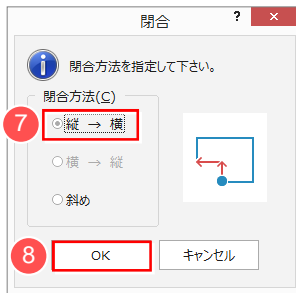 閉合
? ×
閉合方法を指定して下さい。
閉合方法(C)
7
縦 → 横
横 → 縦
斜め
8
OK
キャンセル